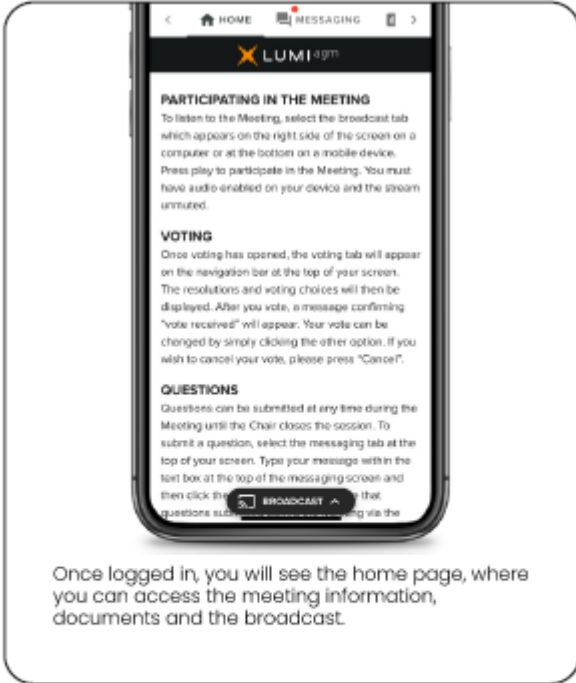 HOME MESSAGING
LUMI agm
PARTICIPATING IN THE MEETING
To listen to the Meeting, select the broadcast tab
which appears on the right side of the screen on a
computer or at the bottom on a mobile device.
Press play to participate in the Meeting. You must
have audio enabled on your device and the stream
unmuted.
VOTING
Once voting has opened, the voting tab will appear
on the navigation bar at the top of your screen.
The resolutions and voting choices will then be
displayed. After you vote, a message confirming
"vote received" will appear. Your vote can be
changed by simply clicking the other option. If you
wish to cancel your vote, please press "Cancel".
QUESTIONS
Questions can be submitted at any time during the
Meeting until the Chair closes the session. To
submit a question, select the messaging tab at the
top of your screen. Type your message within the
text box at the top of the messaging screen and
then click the that
BROADCAST
questions via the
Once logged in, you will see the home page, where
you can access the meeting information,
documents and the broadcast.